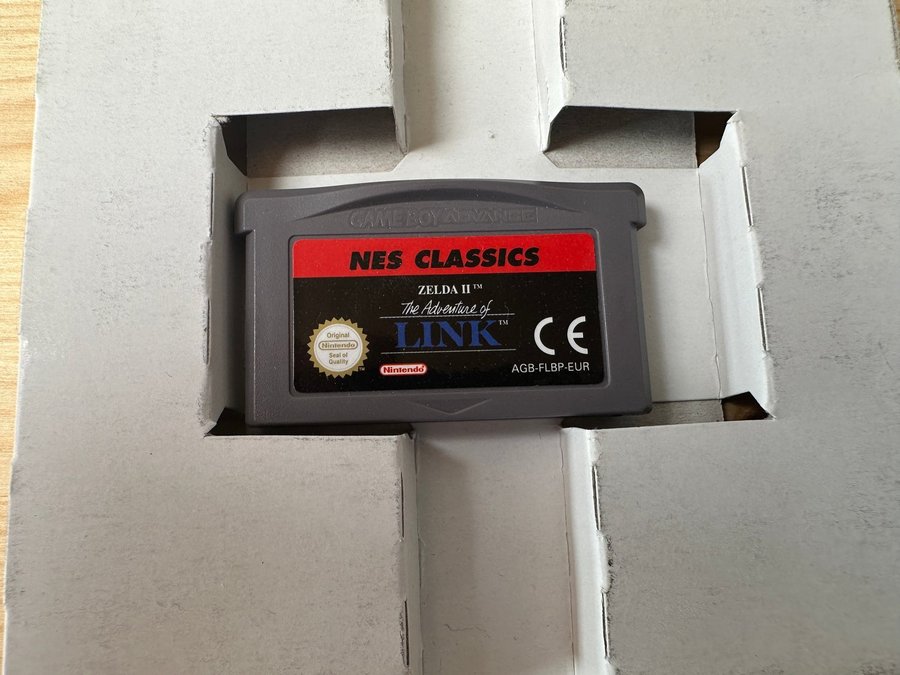 GAME BOY ADVANCE
NES CLASSICS
ZELDA II™
The Adventure of
LINK™
Original
Nintendo
Seal of
Quality
™
Nintendo®
CE
AGB-FLBP-EUR